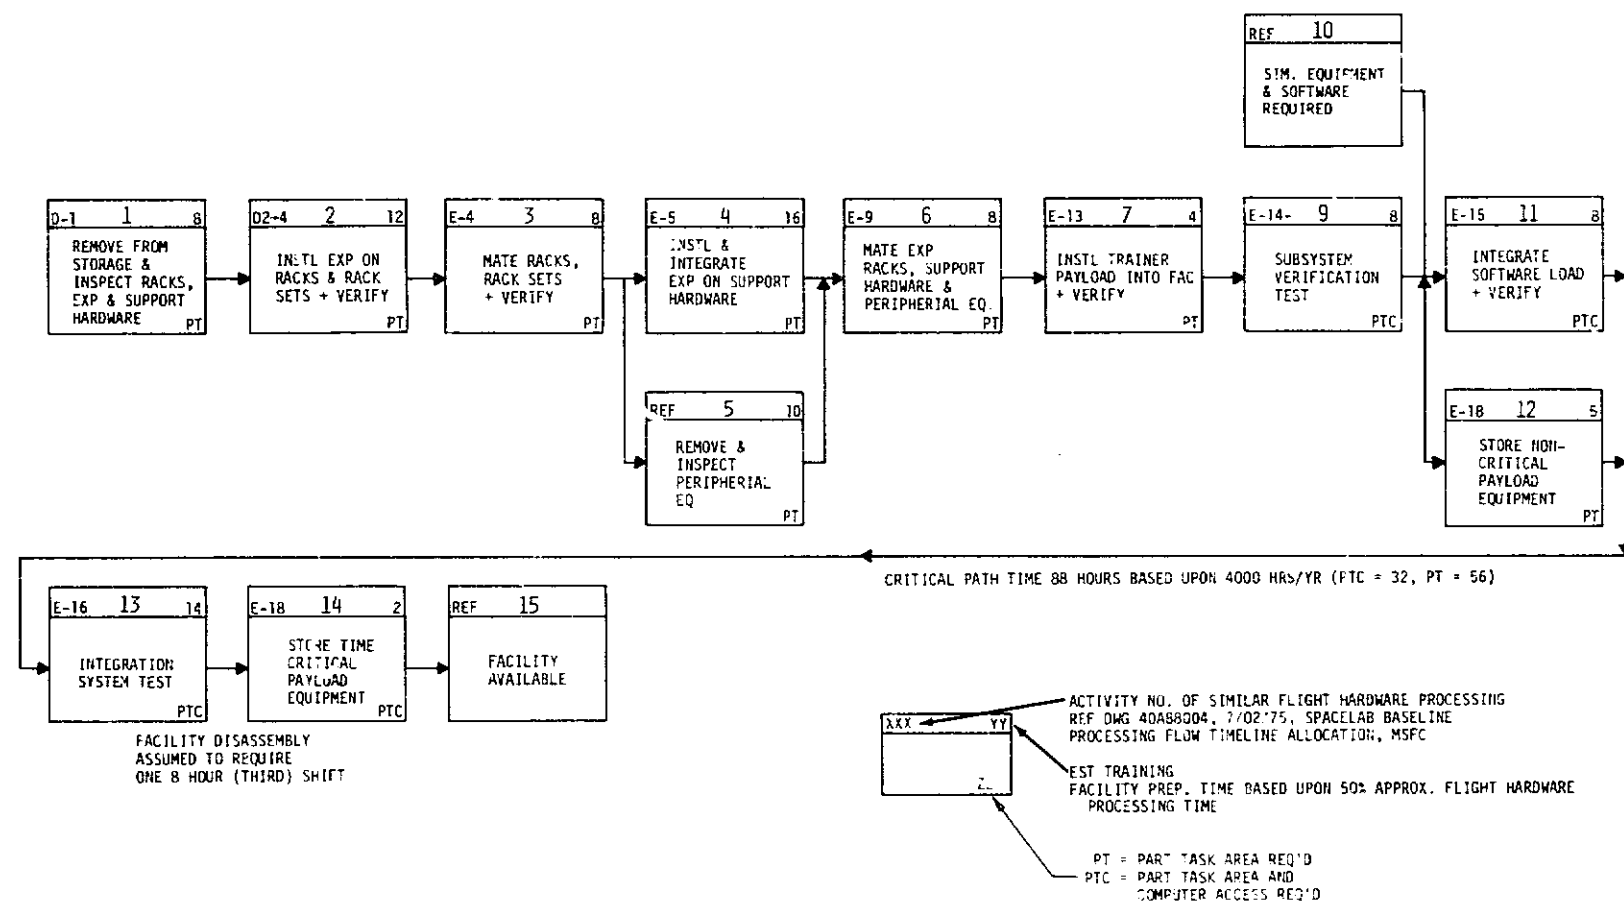 REF 10
SIM. EQUIPMENT
& SOFTWARE
REQUIRED
D-1 1 8
REMOVE FROM
STORAGE &
INSPECT RACKS,
EXP & SUPPORT
HARDWARE
PT
D2-4 2 12
INSTL EXP ON
RACKS & RACK
SETS + VERIFY
PT
E-4 3 8
MATE RACKS,
RACK SETS
+ VERIFY
PT
E-5 4 16
INSTL &
INTEGRATE
EXP ON SUPPORT
HARDWARE
PT
REF 5 10
REMOVE &
INSPECT
PERIPHERIAL
EQ
PT
E-9 6 8
MATE EXP
RACKS, SUPPORT
HARDWARE &
PERIPHERIAL EQ.
PT
E-13 7 4
INSTL TRAINER
PAYLOAD INTO FAC
+ VERIFY
PT
E-14- 9 8
SUBSYSTEM
VERIFICATION
TEST
PTC
E-15 11 8
INTEGRATE
SOFTWARE LOAD
+ VERIFY
PTC
E-18 12 5
STORE NON-
CRITICAL
PAYLOAD
EQUIPMENT
PT
CRITICAL PATH TIME 88 HOURS BASED UPON 4000 HRS/YR (PTC = 32, PT = 56)
E-16 13 14
INTEGRATION
SYSTEM TEST
PTC
E-18 14 2
STORE TIME
CRITICAL
PAYLOAD
EQUIPMENT
PTC
REF 15
FACILITY
AVAILABLE
FACILITY DISASSEMBLY
ASSUMED TO REQUIRE
ONE 8 HOUR (THIRD) SHIFT
XXX YY
ACTIVITY NO. OF SIMILAR FLIGHT HARDWARE PROCESSING
REF DWG 40A88004, 7/02/75, SPACELAB BASELINE
PROCESSING FLOW TIMELINE ALLOCATION, MSFC
EST TRAINING
FACILITY PREP. TIME BASED UPON 50% APPROX. FLIGHT HARDWARE
PROCESSING TIME
PT = PART TASK AREA REQ'D
PTC = PART TASK AREA AND
COMPUTER ACCESS REQ'D